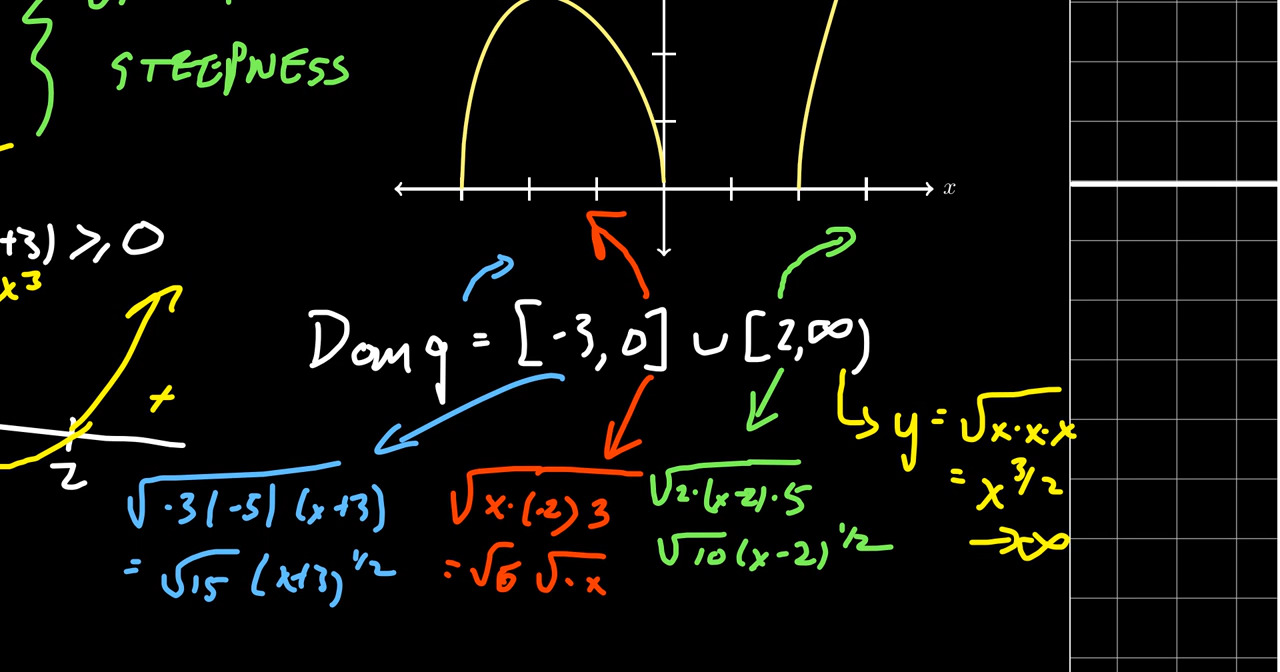 STEEPNESS
x
+3) ≥ 0
x³
Dom g = [-3, 0] ∪ [2, ∞)
+
2
y = √x·x·x
= x^3/2
→ ∞
√-3(-5)(x+3)
= √15 (x+3)^1/2
√x·(-2)3
= √6 √-x
√2·(x-2)·5
√10 (x-2)^1/2